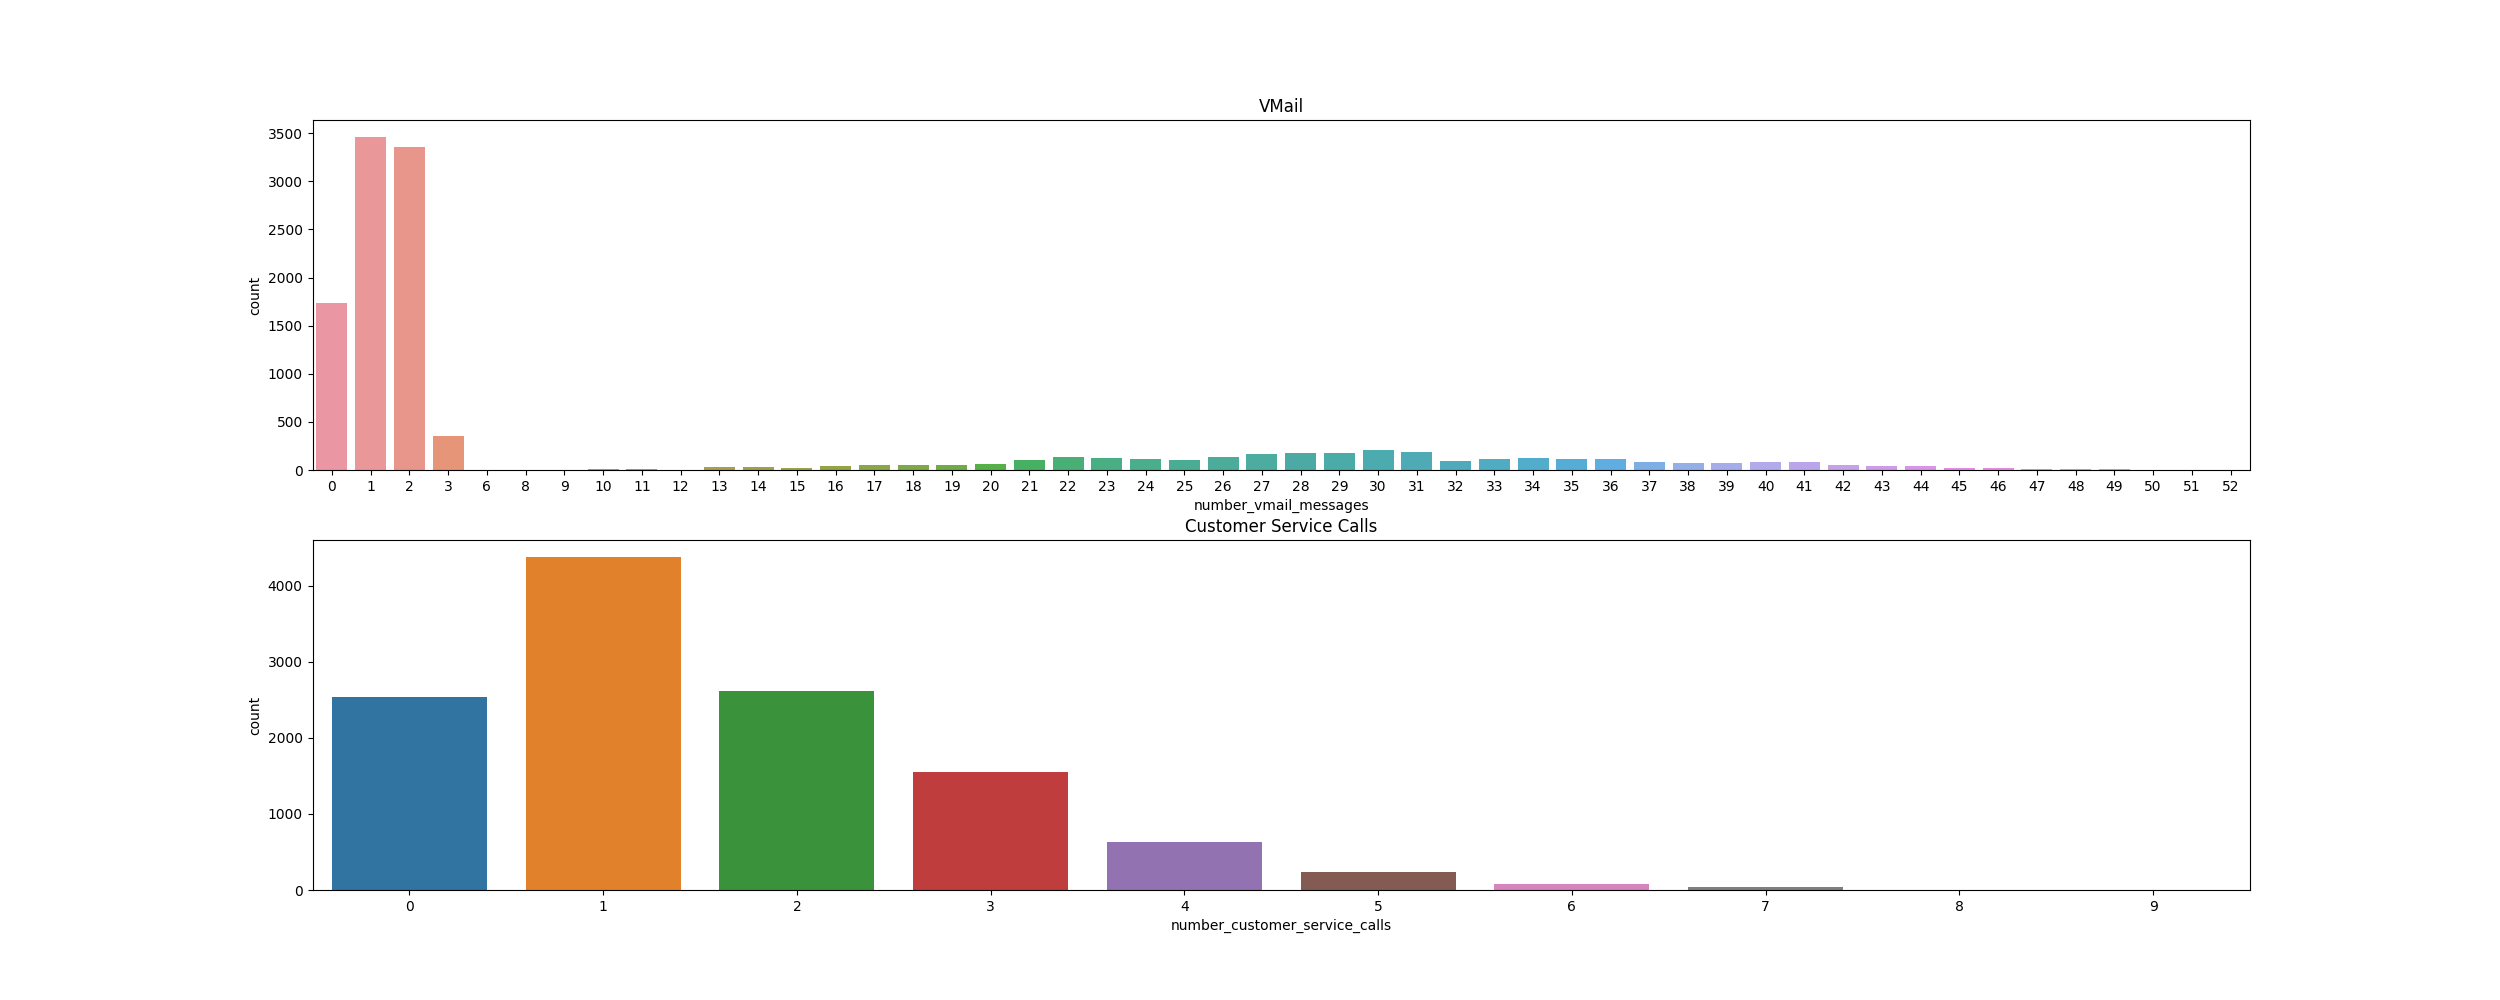 VMail
3500
3000
2500
2000
1500
1000
500
0
count
0 1 2 3 6 8 9 10 11 12 13 14 15 16 17 18 19 20 21 22 23 24 25 26 27 28 29 30 31 32 33 34 35 36 37 38 39 40 41 42 43 44 45 46 47 48 49 50 51 52
number_vmail_messages
Customer Service Calls
4000
3000
2000
1000
0
count
0 1 2 3 4 5 6 7 8 9
number_customer_service_calls